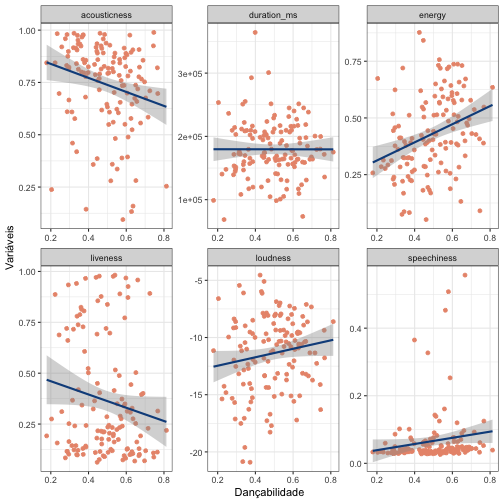 acousticness
duration_ms
energy
1.00
0.75
0.50
0.25
3e+05
2e+05
1e+05
0.75
0.50
0.25
0.2 0.4 0.6 0.8
0.2 0.4 0.6 0.8
0.2 0.4 0.6 0.8
Variáveis
liveness
loudness
speechiness
1.00
0.75
0.50
0.25
-5
-10
-15
-20
0.4
0.2
0.0
0.2 0.4 0.6 0.8
0.2 0.4 0.6 0.8
0.2 0.4 0.6 0.8
Dançabilidade